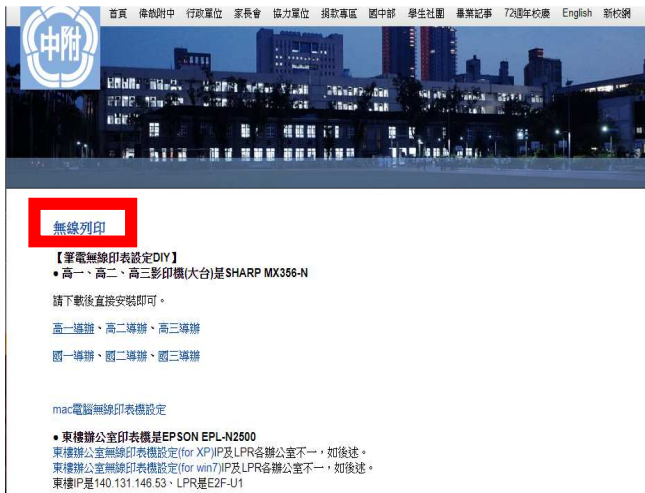 首頁 偉哉附中 行政單位 家長會 協力單位 捐款專區 國中部 學生社團 畢業記事 72週年校慶 English 新校網
中附
無線列印
【筆電無線印表設定DIY】
• 高一、高二、高三影印機(大台)是SHARP MX356-N
請下載後直接安裝即可。
高一導辦、高二導辦、高三導辦
國一導辦、國二導辦、國三導辦
mac電腦無線印表機設定
• 東樓辦公室印表機是EPSON EPL-N2500
東樓辦公室無線印表機設定(for XP)IP及LPR各辦公室不一，如後述。
東樓辦公室無線印表機設定(for win7)IP及LPR各辦公室不一，如後述。
東樓IP是140.131.146.53、LPR是E2F-U1